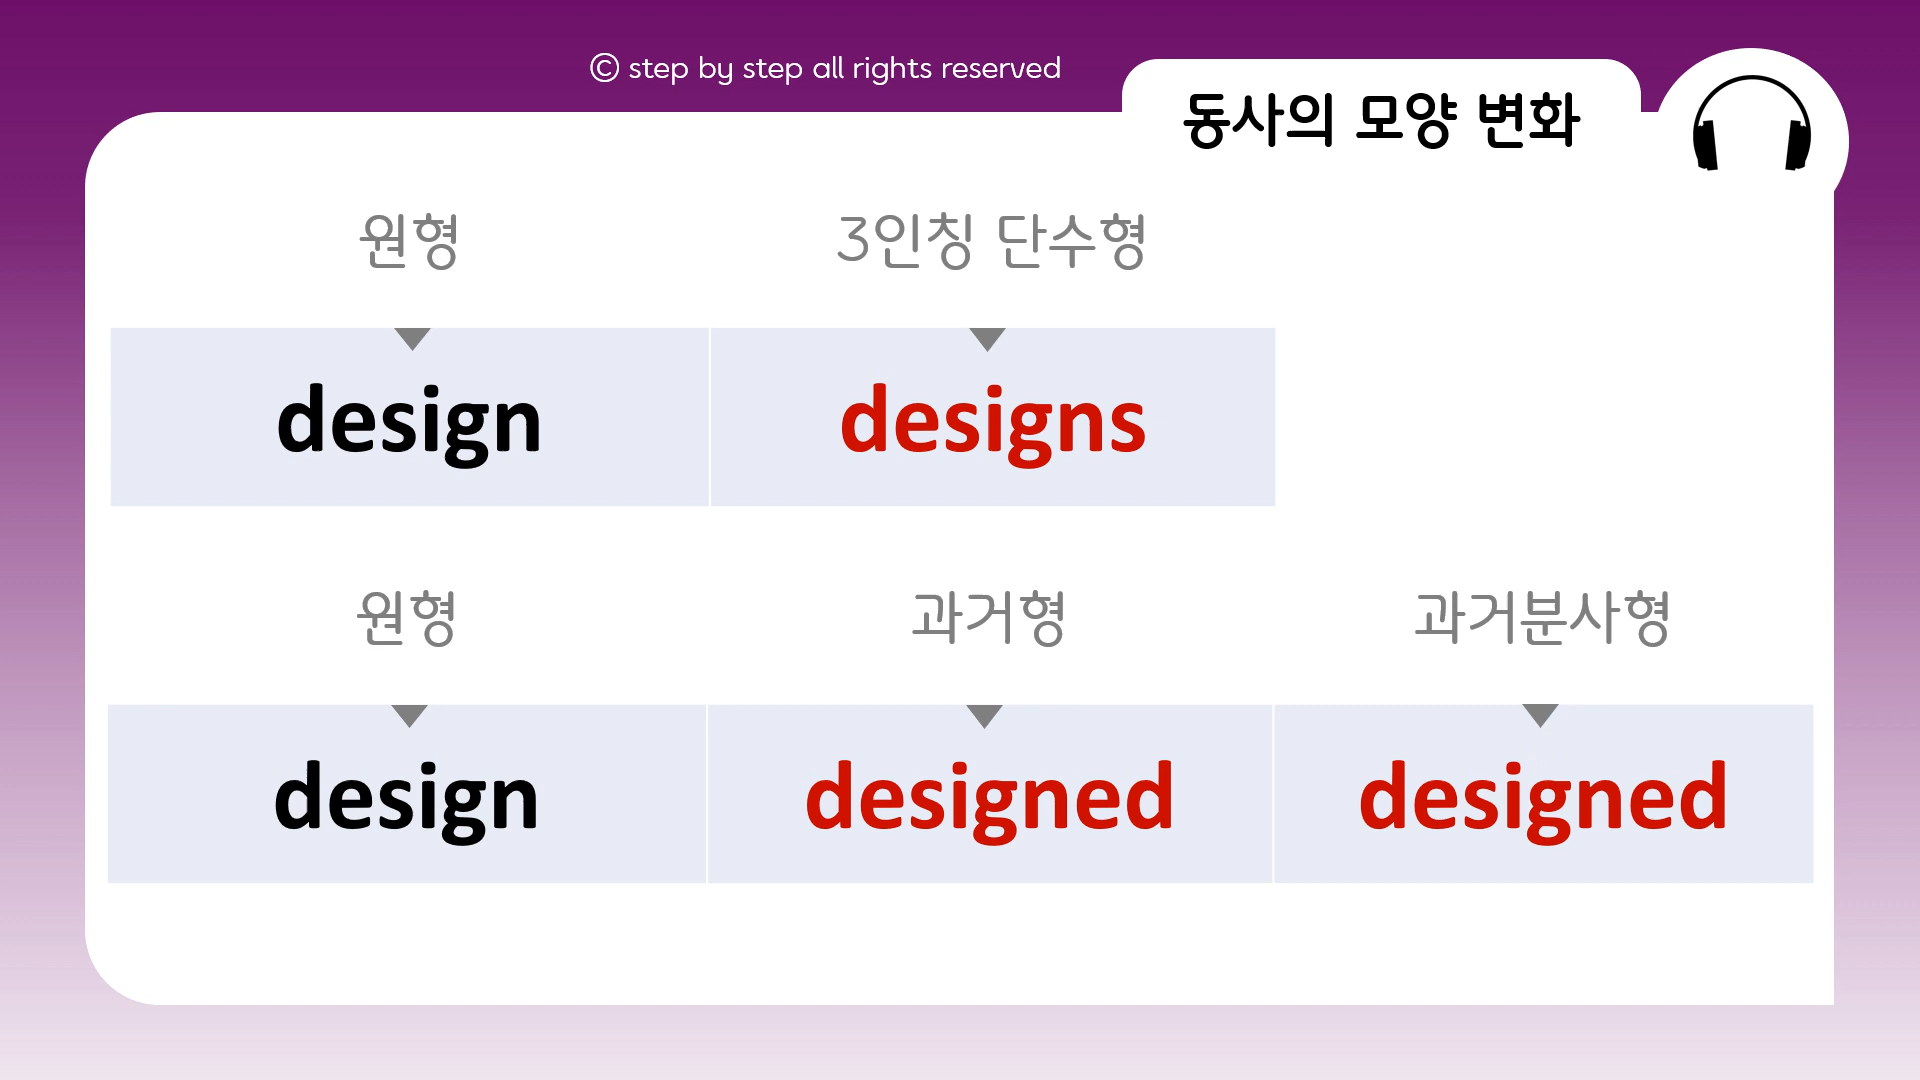 © step by step all rights reserved
동사의 모양 변화
원형 3인칭 단수형
design designs
원형 과거형 과거분사형
design designed designed